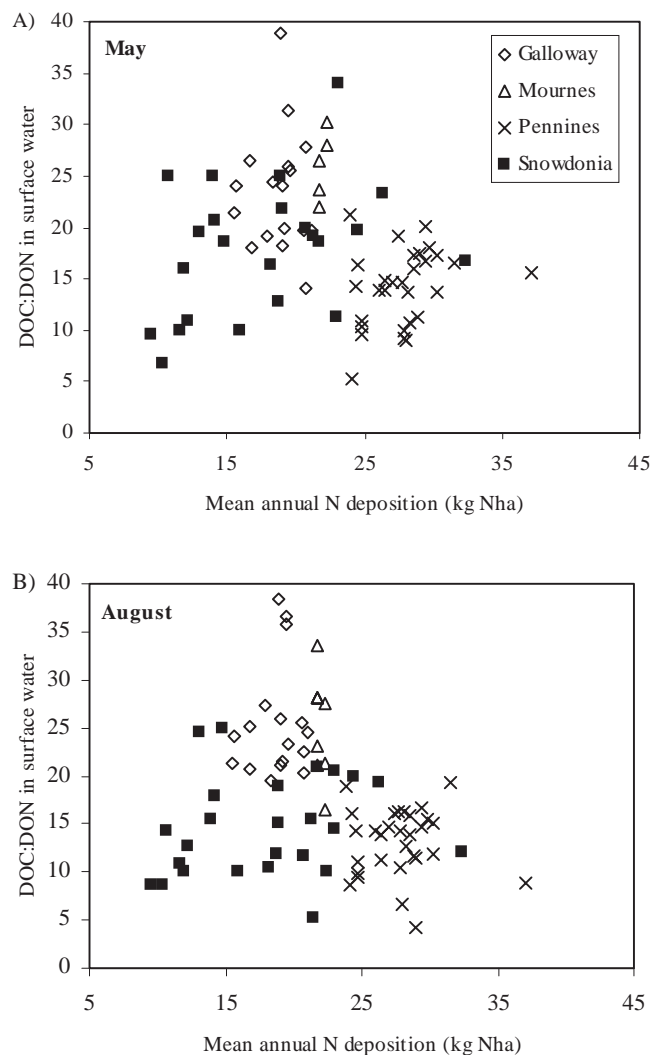 A)
40
35
30
25
20
15
10
5
0
May
Galloway
Mournes
Pennines
Snowdonia
DOC:DON in surface water
5 15 25 35 45
Mean annual N deposition (kg Nha)
B)
40
35
30
25
20
15
10
5
0
August
DOC:DON in surface water
5 15 25 35 45
Mean annual N deposition (kg Nha)